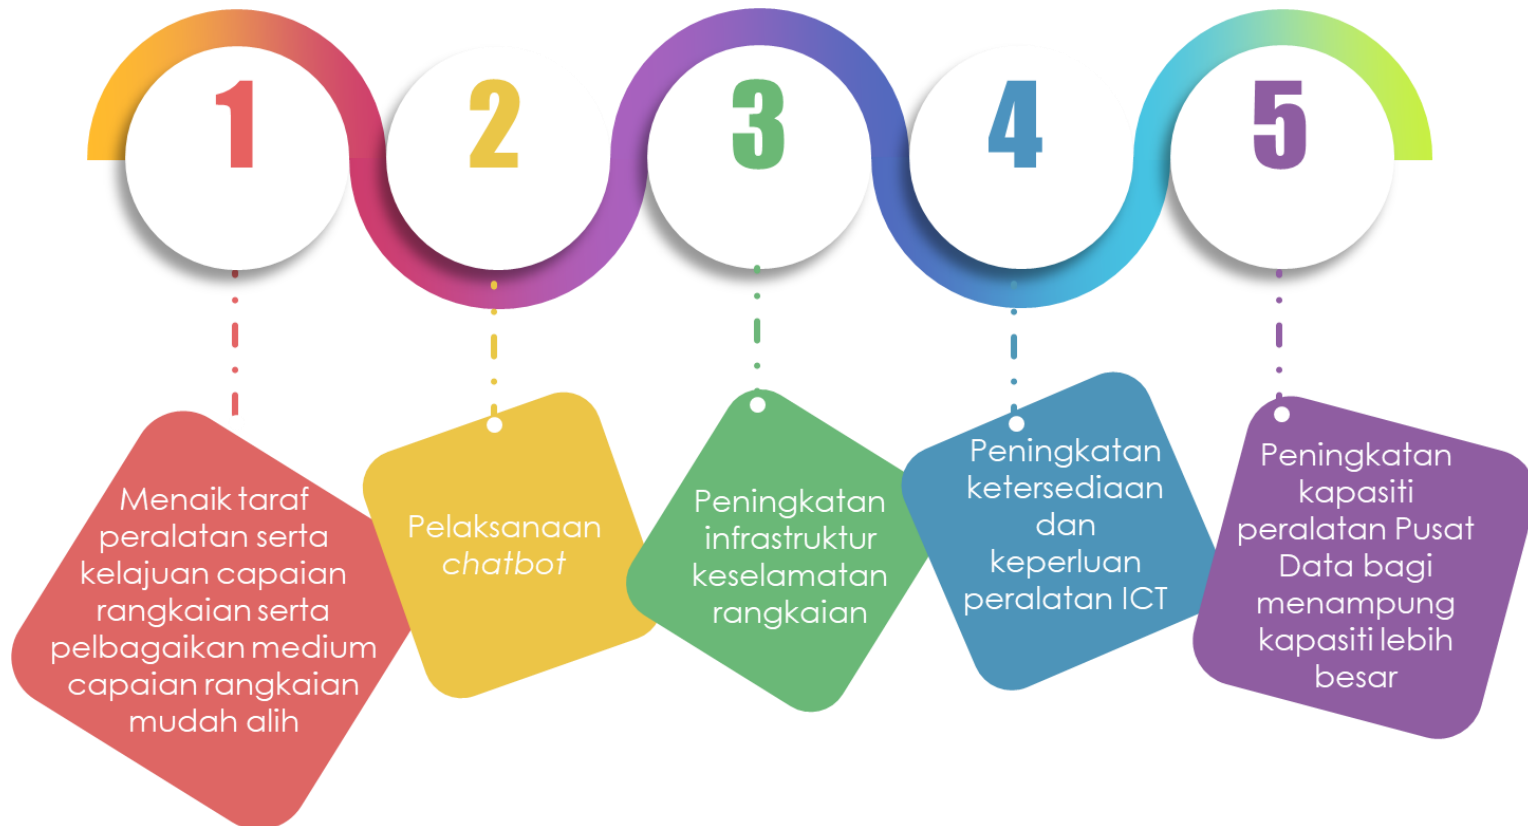 1
2
3
4
5
Menaik taraf
peralatan serta
kelajuan capaian
rangkaian serta
pelbagaikan medium
capaian rangkaian
mudah alih
Pelaksanaan
chatbot
Peningkatan
infrastruktur
keselamatan
rangkaian
Peningkatan
ketersediaan
dan
keperluan
peralatan ICT
Peningkatan
kapasiti
peralatan Pusat
Data bagi
menampung
kapasiti lebih
besar